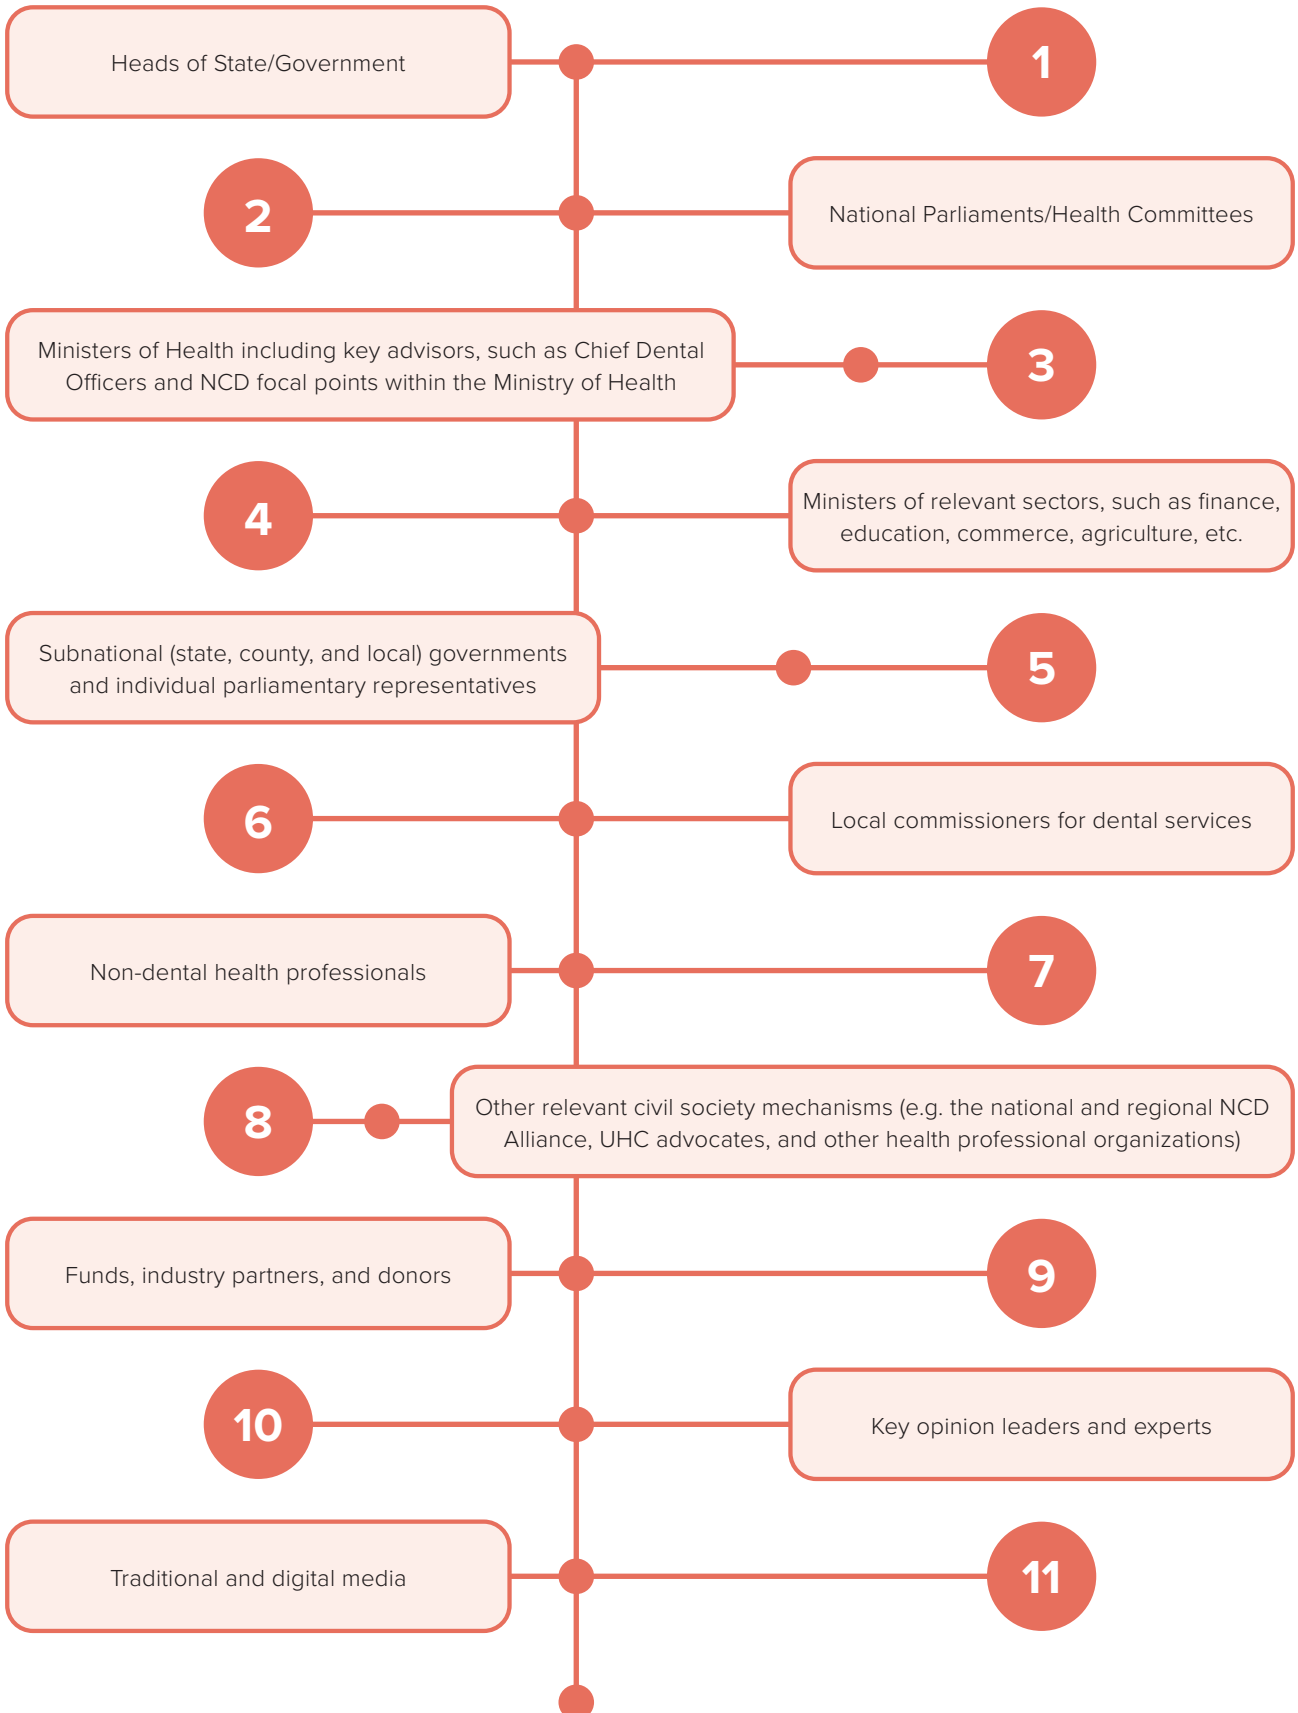 Heads of State/Government
1
2
National Parliaments/Health Committees
Ministers of Health including key advisors, such as Chief Dental
Officers and NCD focal points within the Ministry of Health
3
4
Ministers of relevant sectors, such as finance,
education, commerce, agriculture, etc.
Subnational (state, county, and local) governments
and individual parliamentary representatives
5
6
Local commissioners for dental services
Non-dental health professionals
7
8
Other relevant civil society mechanisms (e.g. the national and regional NCD
Alliance, UHC advocates, and other health professional organizations)
Funds, industry partners, and donors
9
10
Key opinion leaders and experts
Traditional and digital media
11